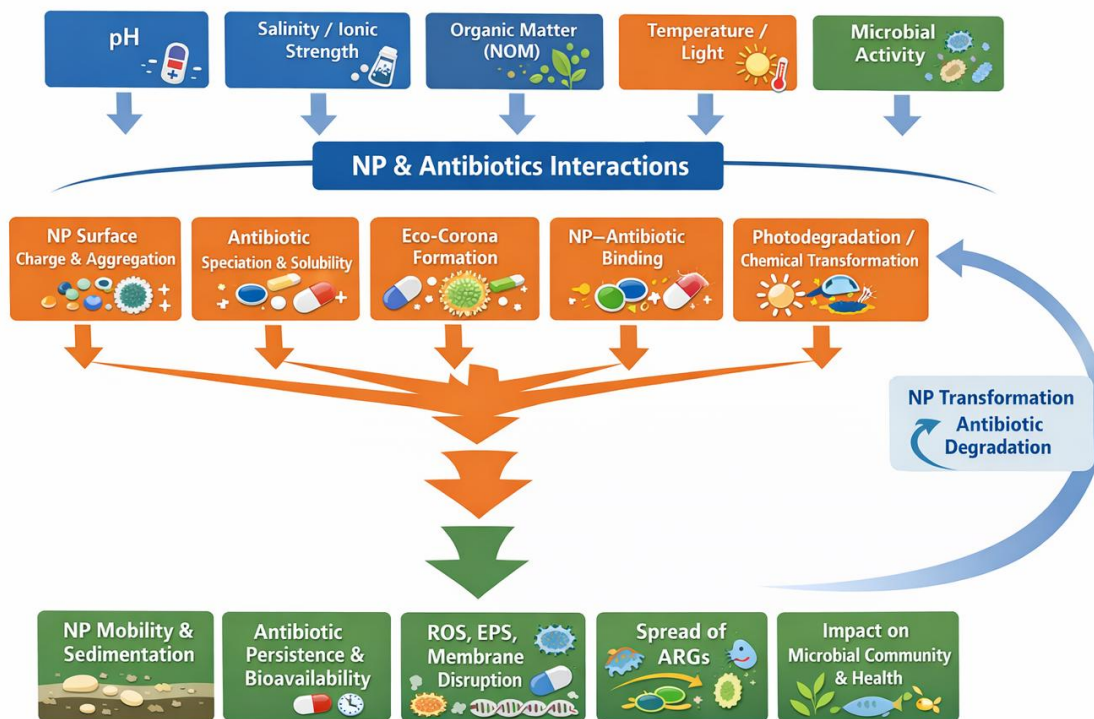 pH
Salinity / Ionic
Strength
Organic Matter
(NOM)
Temperature /
Light
Microbial
Activity
NP & Antibiotics Interactions
NP Surface
Charge & Aggregation
Antibiotic
Speciation & Solubility
Eco-Corona
Formation
NP–Antibiotic
Binding
Photodegradation /
Chemical Transformation
NP Transformation
Antibiotic
Degradation
NP Mobility &
Sedimentation
Antibiotic
Persistence &
Bioavailability
ROS, EPS,
Membrane
Disruption
Spread of
ARGs
Impact on
Microbial Community
& Health